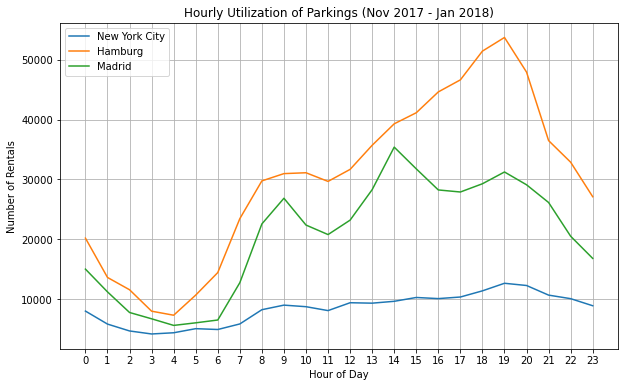 Hourly Utilization of Parkings (Nov 2017 - Jan 2018)
New York City
Hamburg
Madrid
50000
40000
30000
20000
10000
Number of Rentals
0 1 2 3 4 5 6 7 8 9 10 11 12 13 14 15 16 17 18 19 20 21 22 23
Hour of Day